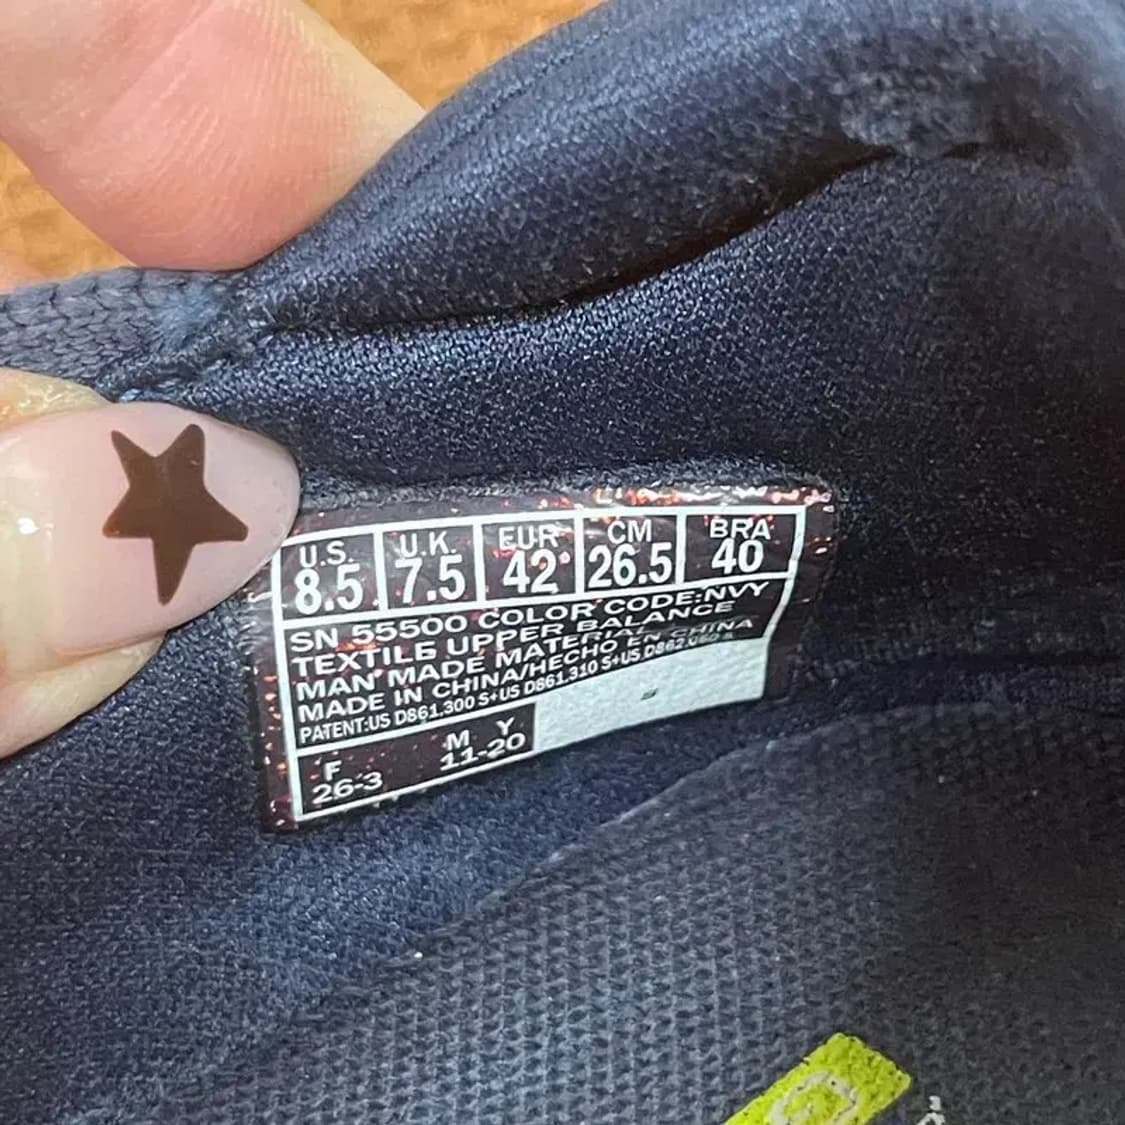 U.S. U.K. EUR CM BRA
8.5 7.5 42 26.5 40
SN 55500 COLOR CODE:NVY
TEXTILE UPPER BALANCE
MAN MADE MATERIAL EN CHINA
MADE IN CHINA/HECHO
PATENT:US D861.300 S+US D861.310 S+US
F M Y
26-3 11-20